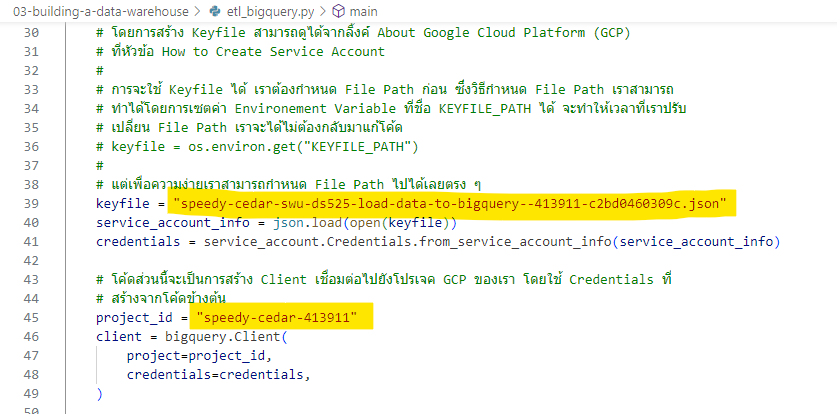 03-building-a-data-warehouse > etl_bigquery.py > main
30 # โดยการสร้าง Keyfile สามารถดูได้จากลิ้งค์ About Google Cloud Platform (GCP)
31 # ที่หัวข้อ How to Create Service Account
32 #
33 # การจะใช้ Keyfile ได้ เราต้องกำหนด File Path ก่อน ซึ่งวิธีกำหนด File Path เราสามารถ
34 # ทำได้โดยการเซตค่า Environement Variable ที่ชื่อ KEYFILE_PATH ได้ จะทำให้เวลาที่เราปรับ
35 # เปลี่ยน File Path เราจะได้ไม่ต้องกลับมาแก้โค้ด
36 # keyfile = os.environ.get("KEYFILE_PATH")
37 #
38 # แต่เพื่อความง่ายเราสามารถกำหนด File Path ไปได้เลยตรง ๆ
39 keyfile = "speedy-cedar-swu-ds525-load-data-to-bigquery--413911-c2bd0460309c.json"
40 service_account_info = json.load(open(keyfile))
41 credentials = service_account.Credentials.from_service_account_info(service_account_info)
42
43 # โค้ดส่วนนี้จะเป็นการสร้าง Client เชื่อมต่อไปยังโปรเจค GCP ของเรา โดยใช้ Credentials ที่
44 # สร้างจากโค้ดข้างต้น
45 project_id = "speedy-cedar-413911"
46 client = bigquery.Client(
47 project=project_id,
48 credentials=credentials,
49 )
50